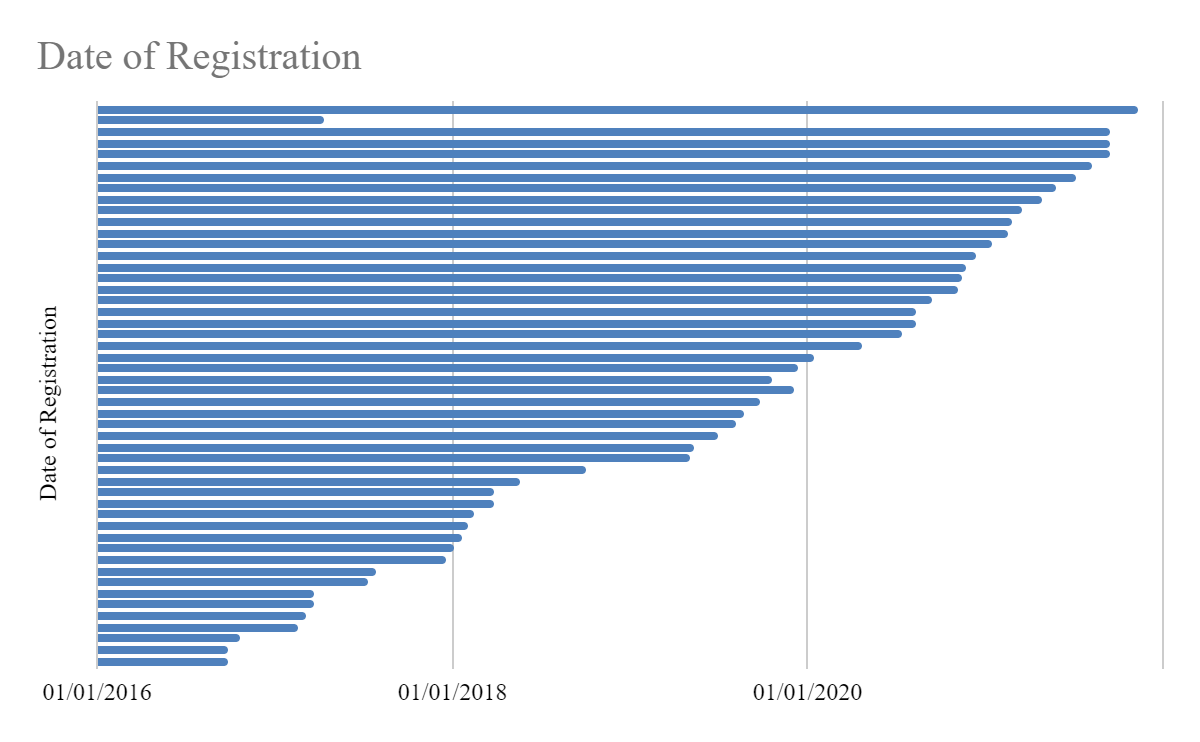 Date of Registration
Date of Registration
01/01/2016
01/01/2018
01/01/2020